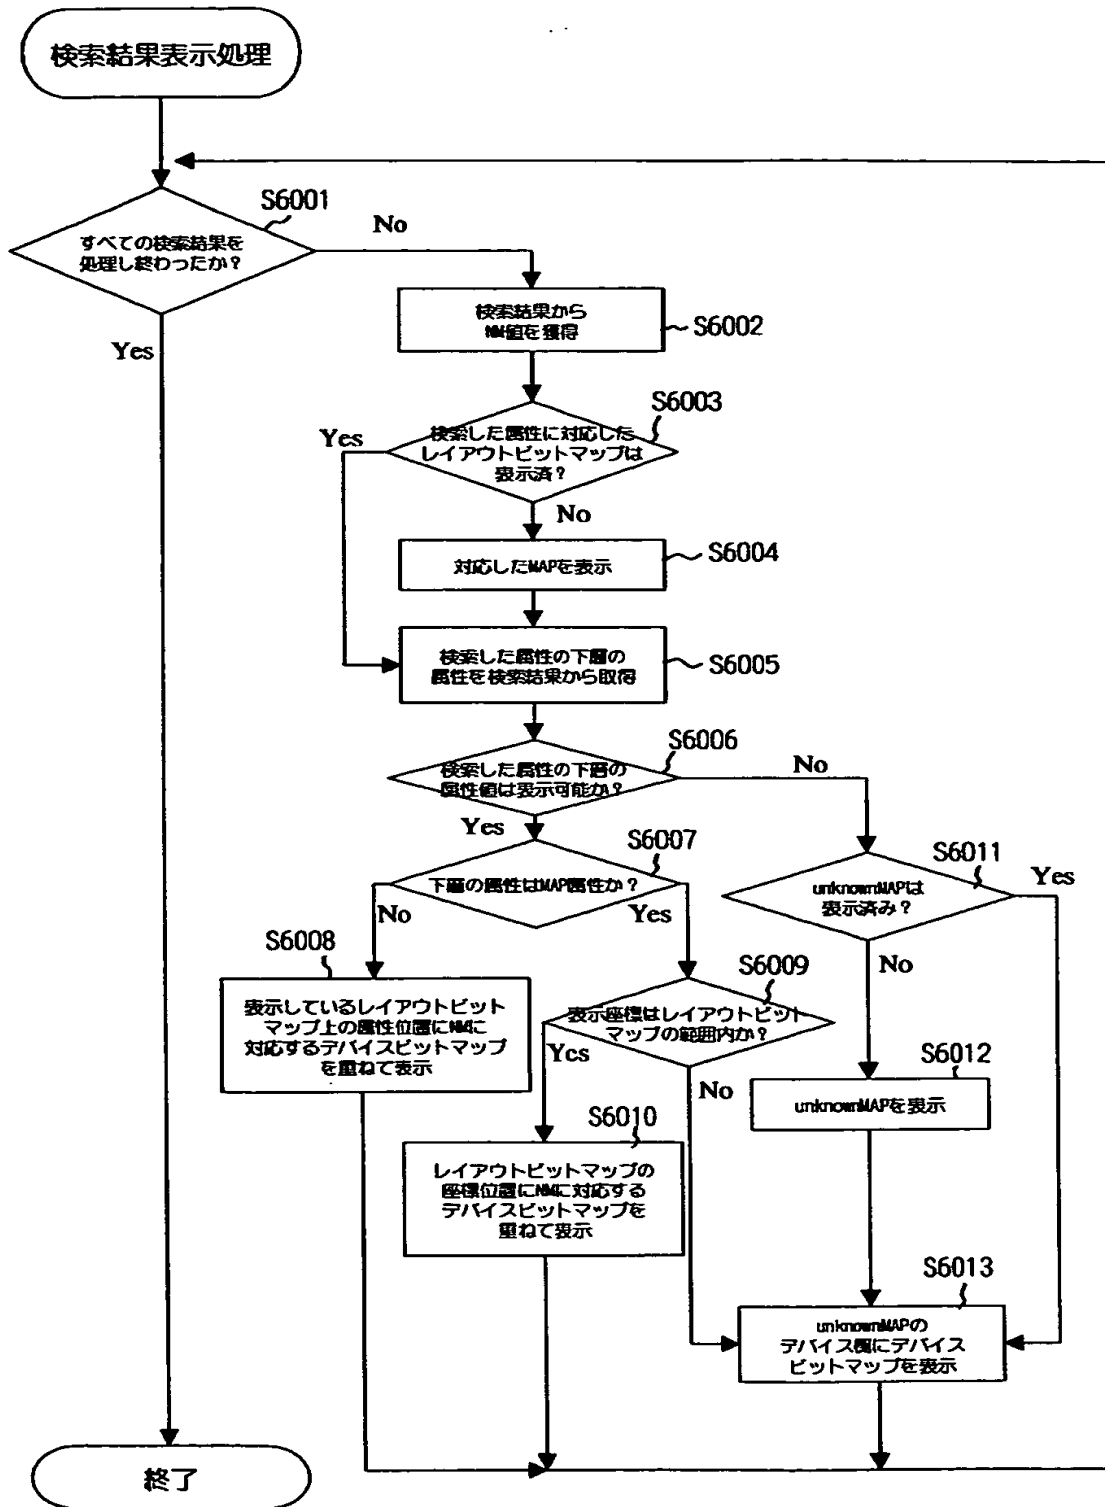 検索結果表示処理
S6001
すべての検索結果を
処理し終わったか?
No
Yes
検索結果から
NM値を獲得
S6002
S6003
検索した属性に対応した
レイアウトビットマップは
表示済?
Yes
No
対応したMAPを表示
S6004
検索した属性の下層の
属性を検索結果から取得
S6005
S6006
検索した属性の下層の
属性値は表示可能か?
No
Yes
S6007
下層の属性はMAP属性か?
No
Yes
S6011
unknownMAPは
表示済み?
Yes
No
S6008
表示しているレイアウトビット
マップ上の属性位置にNMに
対応するデバイスビットマップ
を重ねて表示
S6009
表示座標はレイアウトビット
マップの範囲内か?
Yes
No
S6012
unknownMAPを表示
S6010
レイアウトビットマップの
座標位置にNMに対応する
デバイスビットマップを
重ねて表示
S6013
unknownMAPの
デバイス欄にデバイス
ビットマップを表示
終了